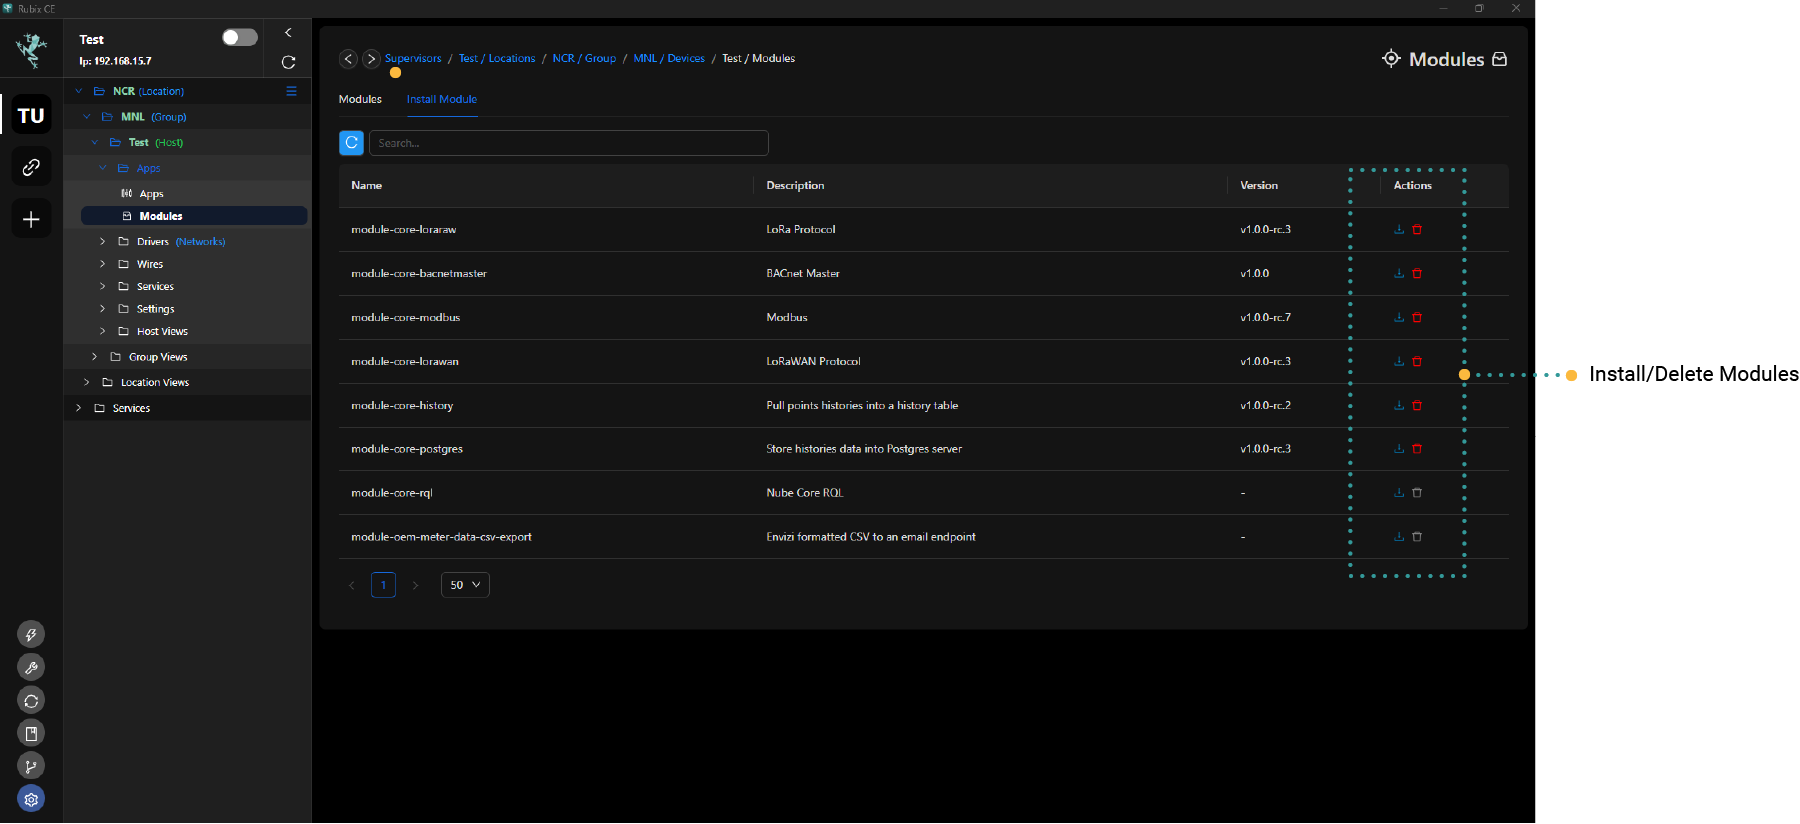 Rubix CE
Test
Ip: 192.168.15.7
TU
NCR (Location)
MNL (Group)
Test (Host)
Apps
Apps
Modules
Drivers (Networks)
Wires
Services
Settings
Host Views
Group Views
Location Views
Services
Supervisors / Test / Locations / NCR / Group / MNL / Devices / Test / Modules
Modules
Modules Install Module
Search...
Name Description Version Actions
module-core-loraraw LoRa Protocol v1.0.0-rc.3
module-core-bacnetmaster BACnet Master v1.0.0
module-core-modbus Modbus v1.0.0-rc.7
module-core-lorawan LoRaWAN Protocol v1.0.0-rc.3
module-core-history Pull points histories into a history table v1.0.0-rc.2
module-core-postgres Store histories data into Postgres server v1.0.0-rc.3
module-core-rql Nube Core RQL -
module-oem-meter-data-csv-export Envizi formatted CSV to an email endpoint -
1 50
Install/Delete Modules